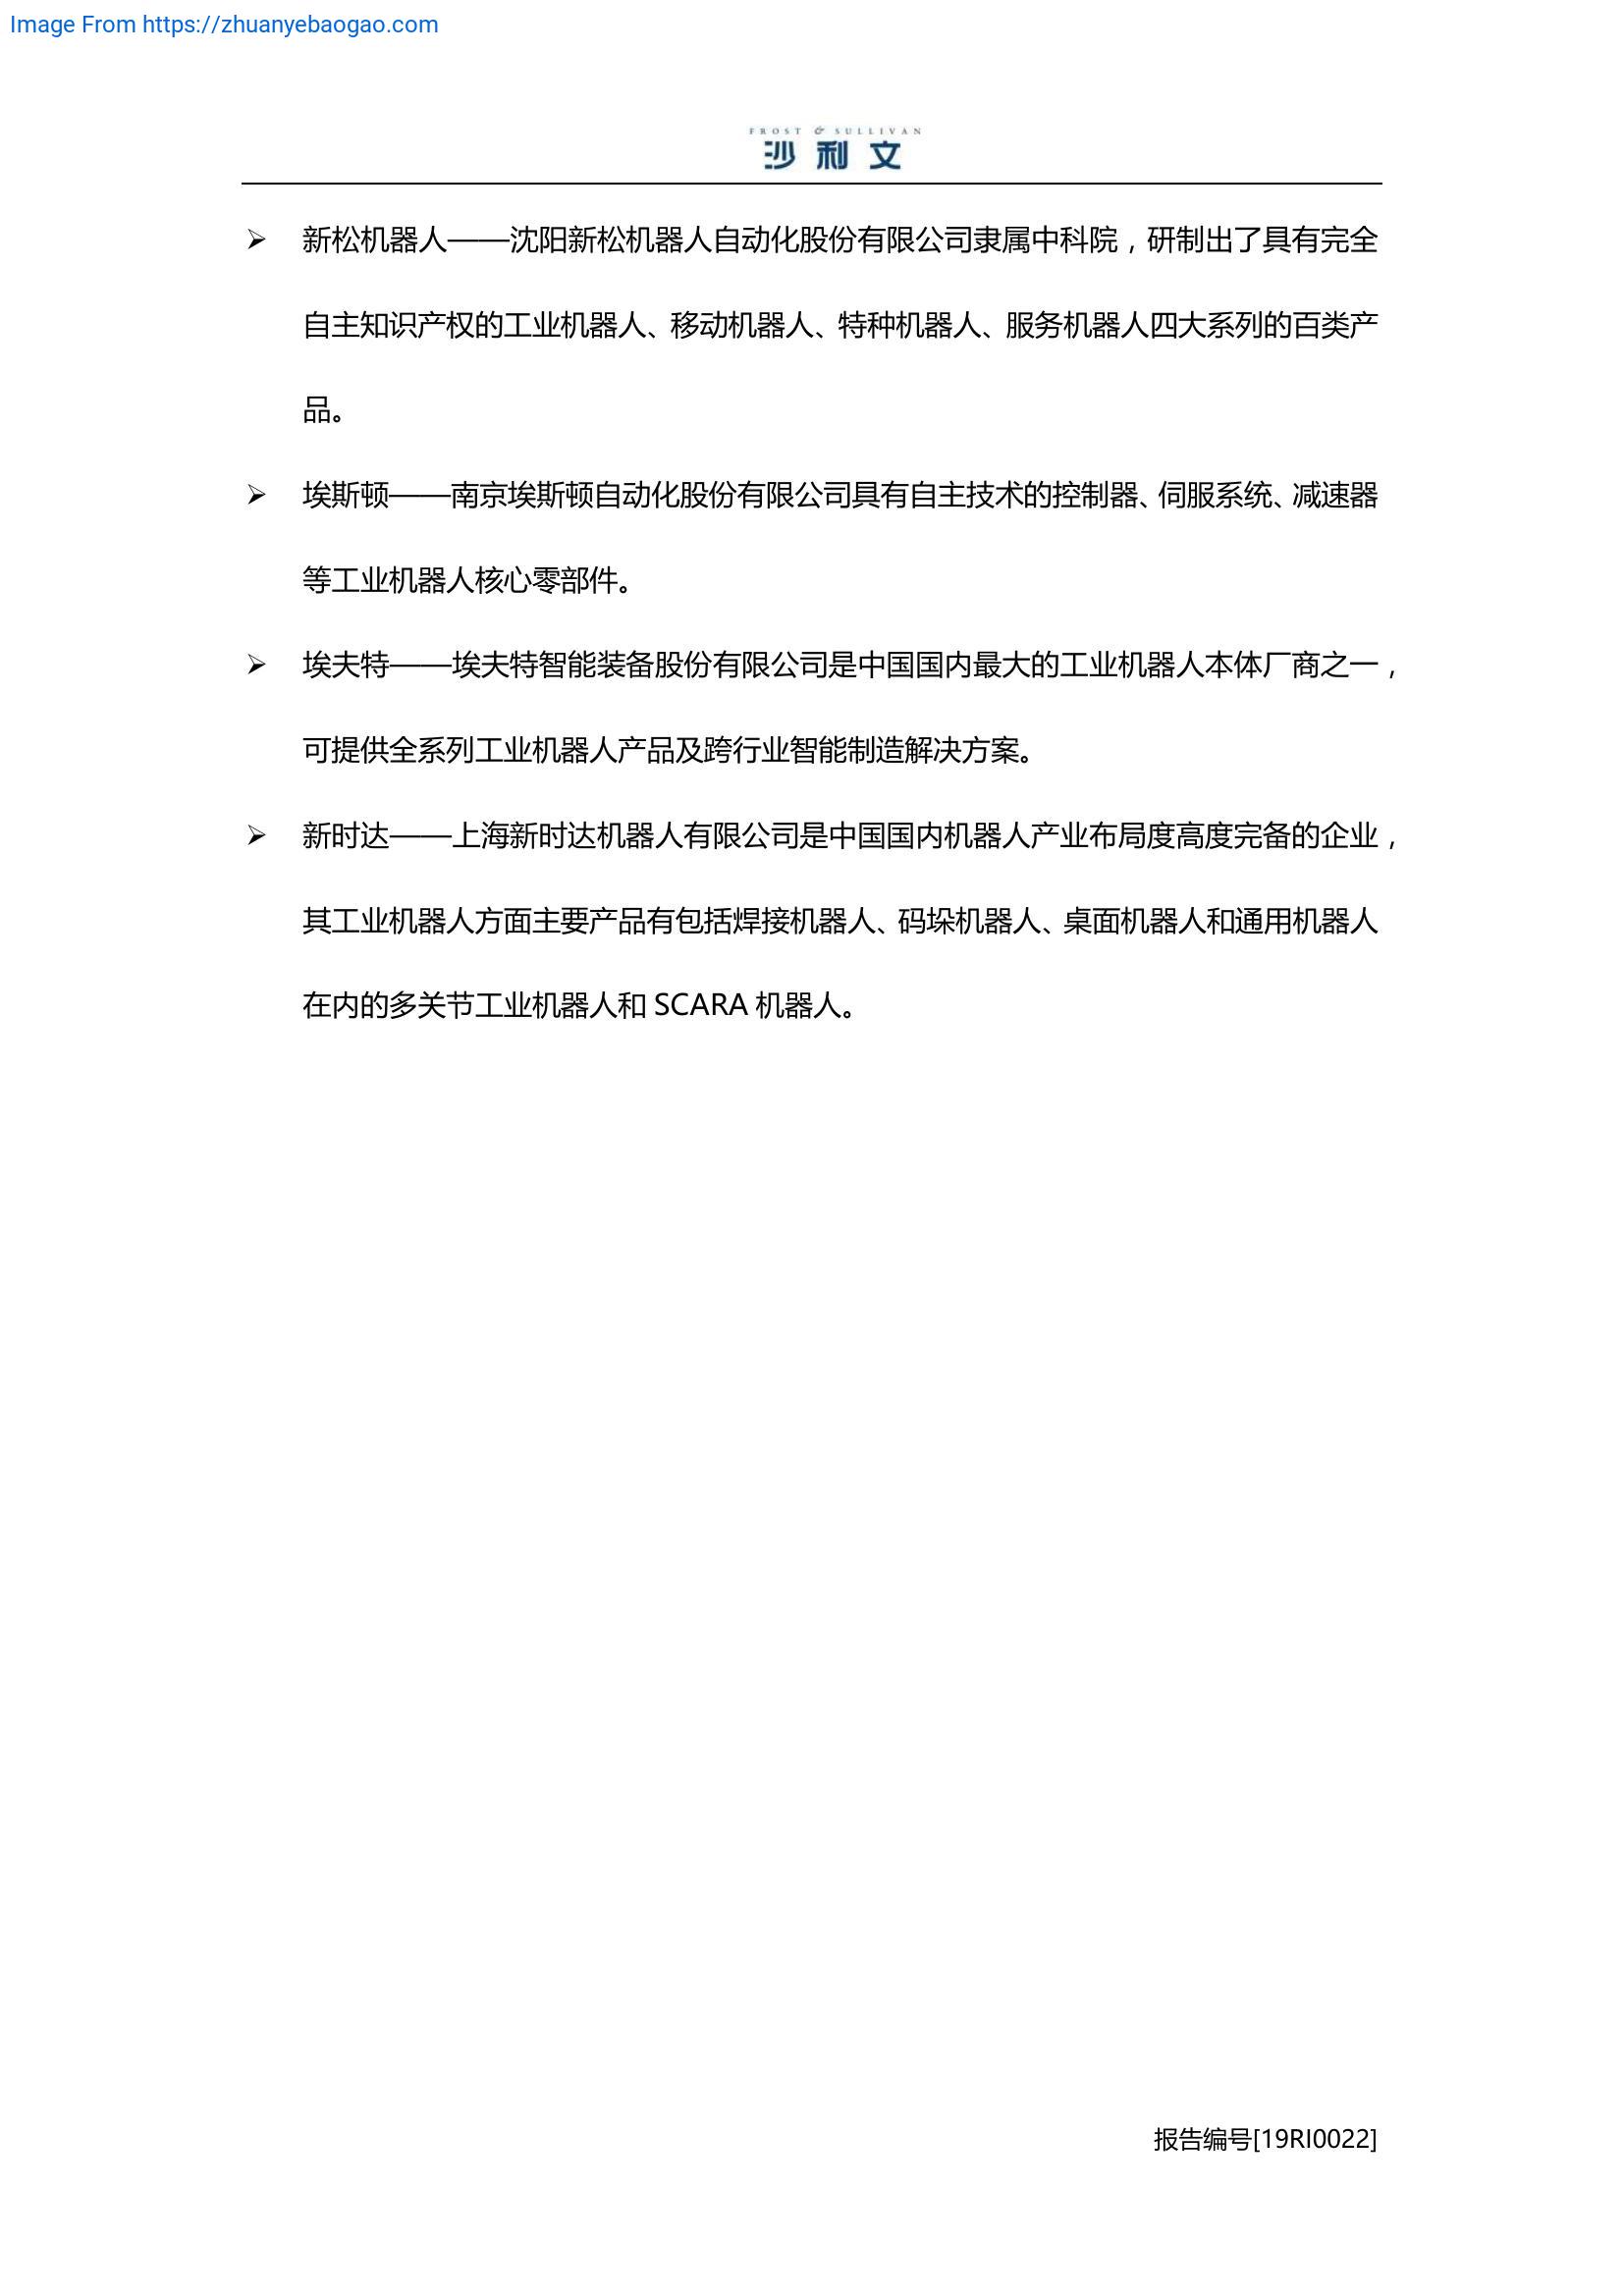 Image From https://zhuanyebaogao.com
FROST & SULLIVAN
沙利文
➢ 新松机器人——沈阳新松机器人自动化股份有限公司隶属中科院，研制出了具有完全
自主知识产权的工业机器人、移动机器人、特种机器人、服务机器人四大系列的百类产
品。
➢ 埃斯顿——南京埃斯顿自动化股份有限公司具有自主技术的控制器、伺服系统、减速器
等工业机器人核心零部件。
➢ 埃夫特——埃夫特智能装备股份有限公司是中国国内最大的工业机器人本体厂商之一，
可提供全系列工业机器人产品及跨行业智能制造解决方案。
➢ 新时达——上海新时达机器人有限公司是中国国内机器人产业布局度高度完备的企业，
其工业机器人方面主要产品有包括焊接机器人、码垛机器人、桌面机器人和通用机器人
在内的多关节工业机器人和 SCARA 机器人。
报告编号[19RI0022]